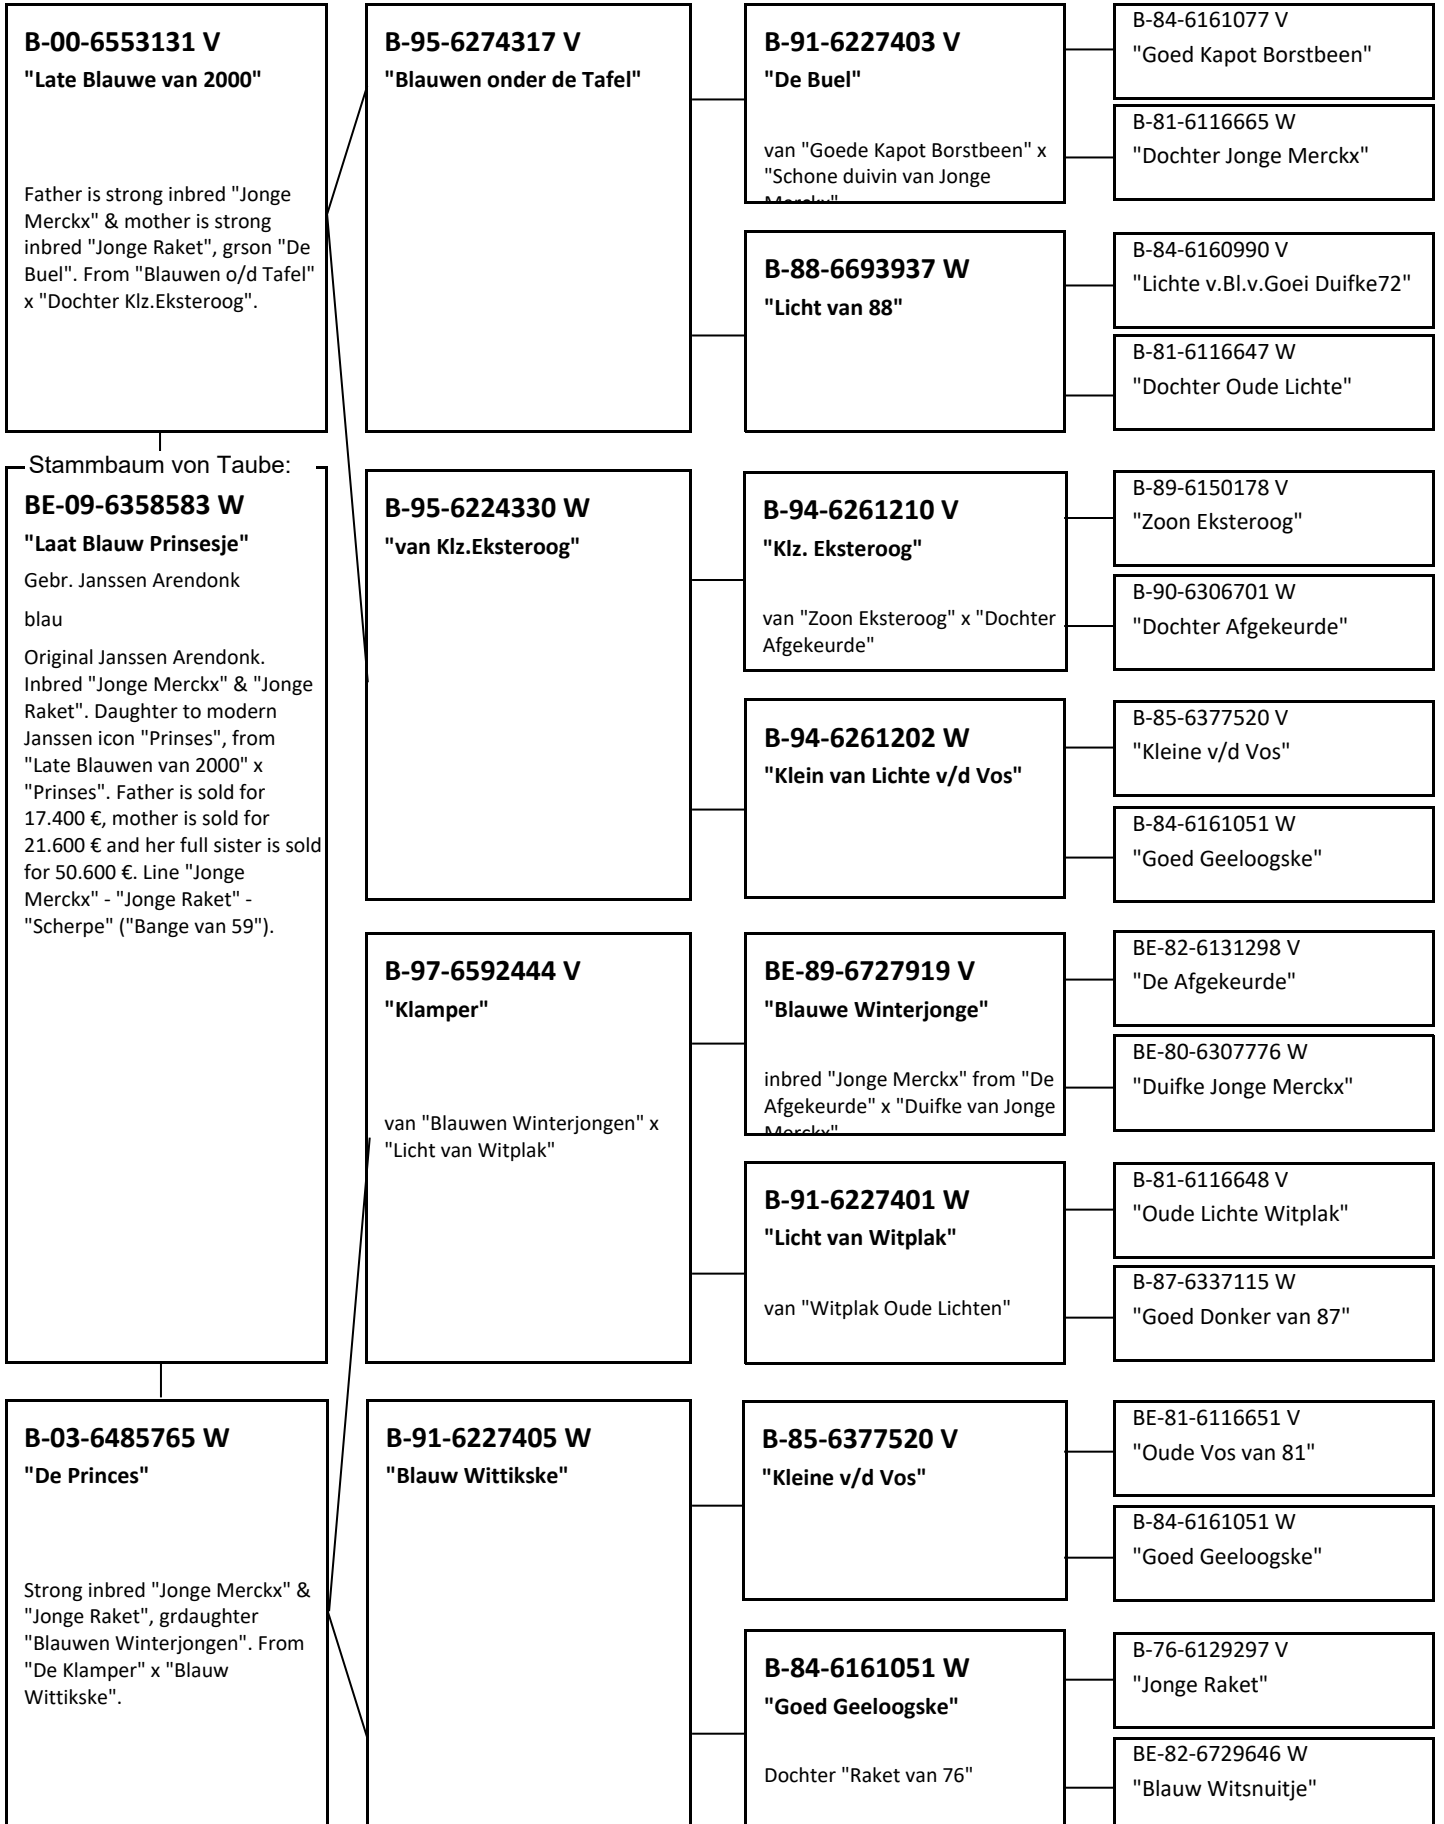 B-00-6553131 V
"Late Blauwe van 2000"
Father is strong inbred "Jonge
Merckx" & mother is strong
inbred "Jonge Raket", grson "De
Buel". From "Blauwen o/d Tafel"
x "Dochter Klz.Eksteroog".
Stammbaum von Taube:
BE-09-6358583 W
"Laat Blauw Prinsesje"
Gebr. Janssen Arendonk
blau
Original Janssen Arendonk.
Inbred "Jonge Merckx" & "Jonge
Raket". Daughter to modern
Janssen icon "Prinses", from
"Late Blauwen van 2000" x
"Prinses". Father is sold for
17.400 €, mother is sold for
21.600 € and her full sister is sold
for 50.600 €. Line "Jonge
Merckx" - "Jonge Raket" -
"Scherpe" ("Bange van 59").
B-03-6485765 W
"De Princes"
Strong inbred "Jonge Merckx" &
"Jonge Raket", grdaughter
"Blauwen Winterjongen". From
"De Klamper" x "Blauw
Wittikske".
B-95-6274317 V
"Blauwen onder de Tafel"
B-95-6224330 W
"van Klz.Eksteroog"
B-97-6592444 V
"Klamper"
van "Blauwen Winterjongen" x
"Licht van Witplak"
B-91-6227405 W
"Blauw Wittikske"
B-91-6227403 V
"De Buel"
van "Goede Kapot Borstbeen" x
"Schone duivin van Jonge
Merckx"
B-88-6693937 W
"Licht van 88"
B-94-6261210 V
"Klz. Eksteroog"
van "Zoon Eksteroog" x "Dochter
Afgekeurde"
B-94-6261202 W
"Klein van Lichte v/d Vos"
BE-89-6727919 V
"Blauwe Winterjonge"
inbred "Jonge Merckx" from "De
Afgekeurde" x "Duifke van Jonge
Merckx"
B-91-6227401 W
"Licht van Witplak"
van "Witplak Oude Lichten"
B-85-6377520 V
"Kleine v/d Vos"
B-84-6161051 W
"Goed Geeloogske"
Dochter "Raket van 76"
B-84-6161077 V
"Goed Kapot Borstbeen"
B-81-6116665 W
"Dochter Jonge Merckx"
B-84-6160990 V
"Lichte v.Bl.v.Goei Duifke72"
B-81-6116647 W
"Dochter Oude Lichte"
B-89-6150178 V
"Zoon Eksteroog"
B-90-6306701 W
"Dochter Afgekeurde"
B-85-6377520 V
"Kleine v/d Vos"
B-84-6161051 W
"Goed Geeloogske"
BE-82-6131298 V
"De Afgekeurde"
BE-80-6307776 W
"Duifke Jonge Merckx"
B-81-6116648 V
"Oude Lichte Witplak"
B-87-6337115 W
"Goed Donker van 87"
BE-81-6116651 V
"Oude Vos van 81"
B-84-6161051 W
"Goed Geeloogske"
B-76-6129297 V
"Jonge Raket"
BE-82-6729646 W
"Blauw Witsnuitje"